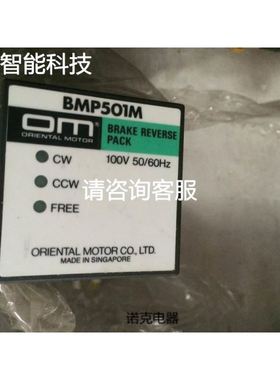 智能科技
BMP501M
OM
ORIENTAL MOTOR
BRAKE REVERSE
PACK
100V 50/60Hz
CW
CCW
FREE
请咨询客服
ORIENTAL MOTOR CO., LTD.
MADE IN SINGAPORE
诺克电器